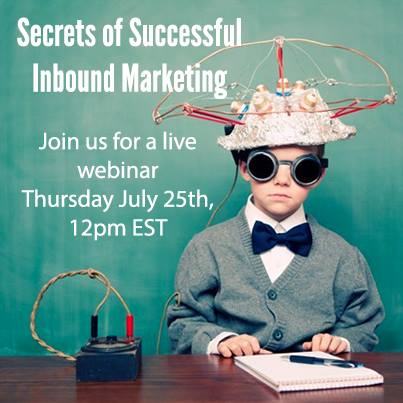 Secrets of Successful
Inbound Marketing
Join us for a live
webinar
Thursday July 25th,
12pm EST